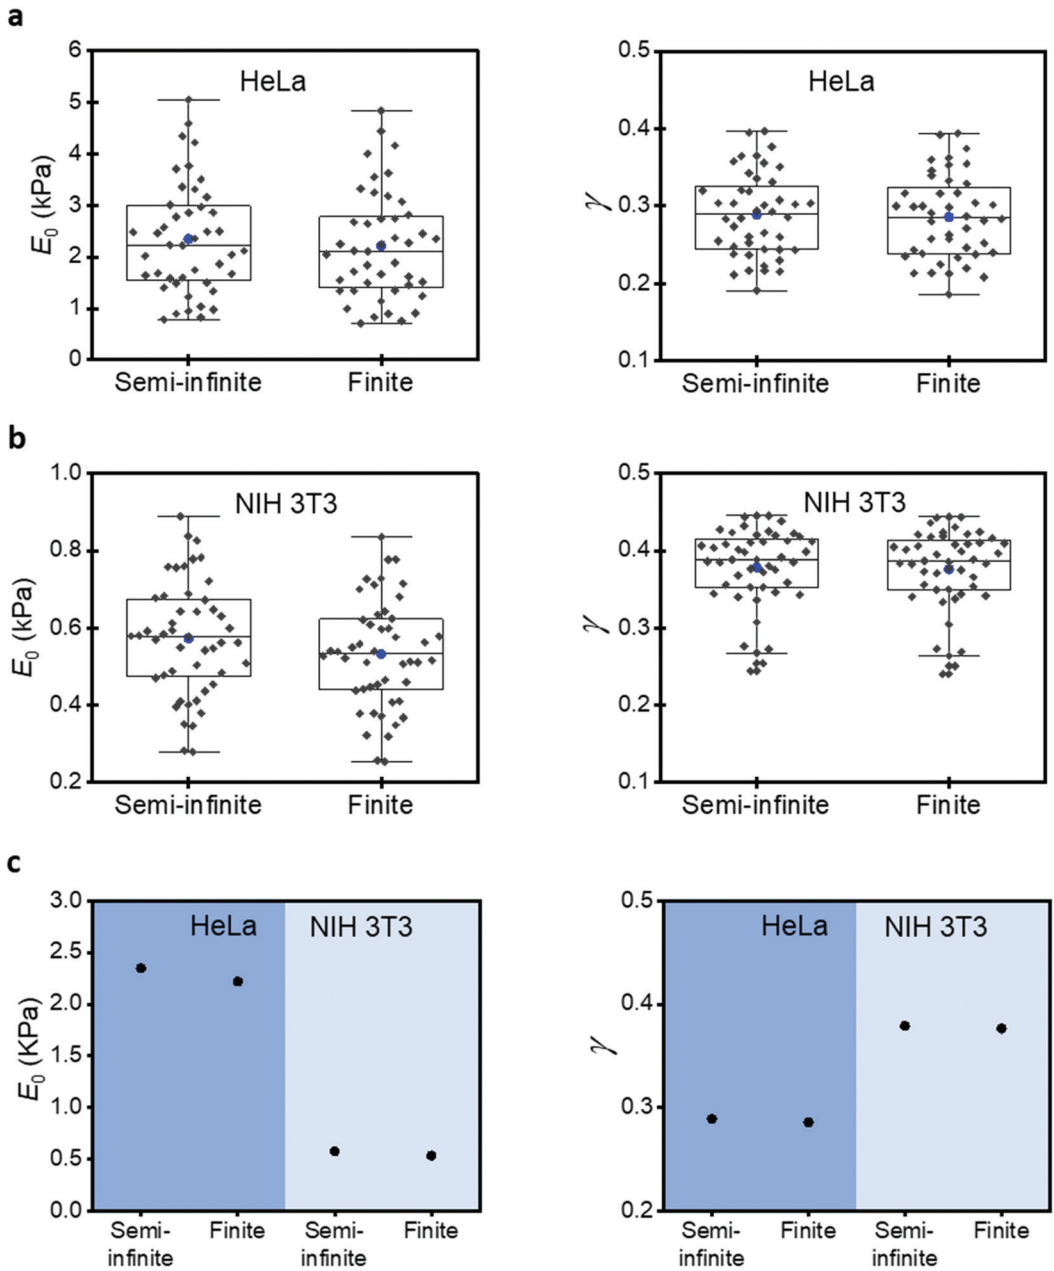 a
6
5
4
3
2
1
0
E0 (kPa)
HeLa
Semi-infinite Finite
0.5
0.4
0.3
0.2
0.1
γ
HeLa
Semi-infinite Finite
b
1.0
0.8
0.6
0.4
0.2
E0 (kPa)
NIH 3T3
Semi-infinite Finite
0.5
0.4
0.3
0.2
0.1
γ
NIH 3T3
Semi-infinite Finite
c
3.0
2.5
2.0
1.5
1.0
0.5
0.0
E0 (KPa)
HeLa NIH 3T3
Semi- Finite Semi- Finite
infinite infinite
0.5
0.4
0.3
0.2
γ
HeLa NIH 3T3
Semi- Finite Semi- Finite
infinite infinite